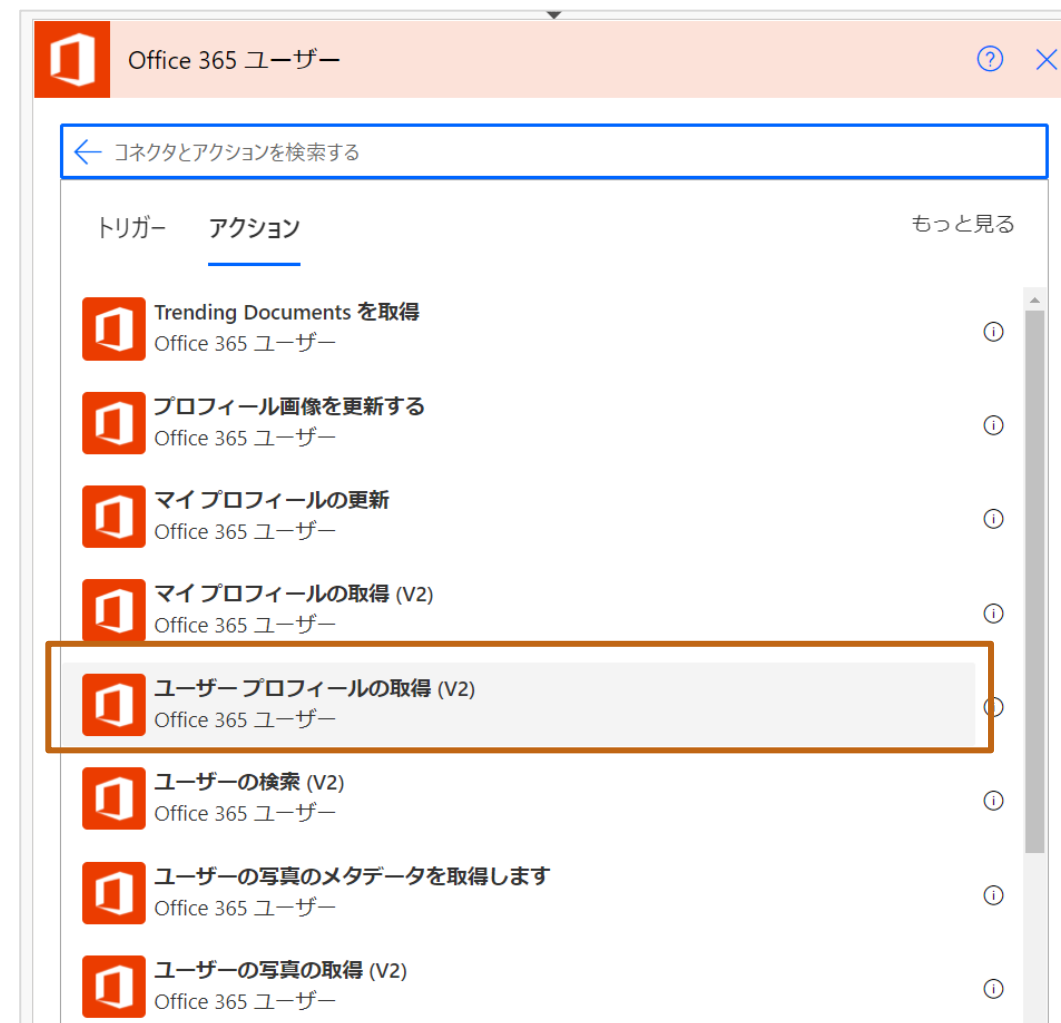 Office 365 ユーザー
コネクタとアクションを検索する
トリガー アクション もっと見る
Trending Documents を取得
Office 365 ユーザー
プロフィール画像を更新する
Office 365 ユーザー
マイ プロフィールの更新
Office 365 ユーザー
マイ プロフィールの取得 (V2)
Office 365 ユーザー
ユーザー プロフィールの取得 (V2)
Office 365 ユーザー
ユーザーの検索 (V2)
Office 365 ユーザー
ユーザーの写真のメタデータを取得します
Office 365 ユーザー
ユーザーの写真の取得 (V2)
Office 365 ユーザー